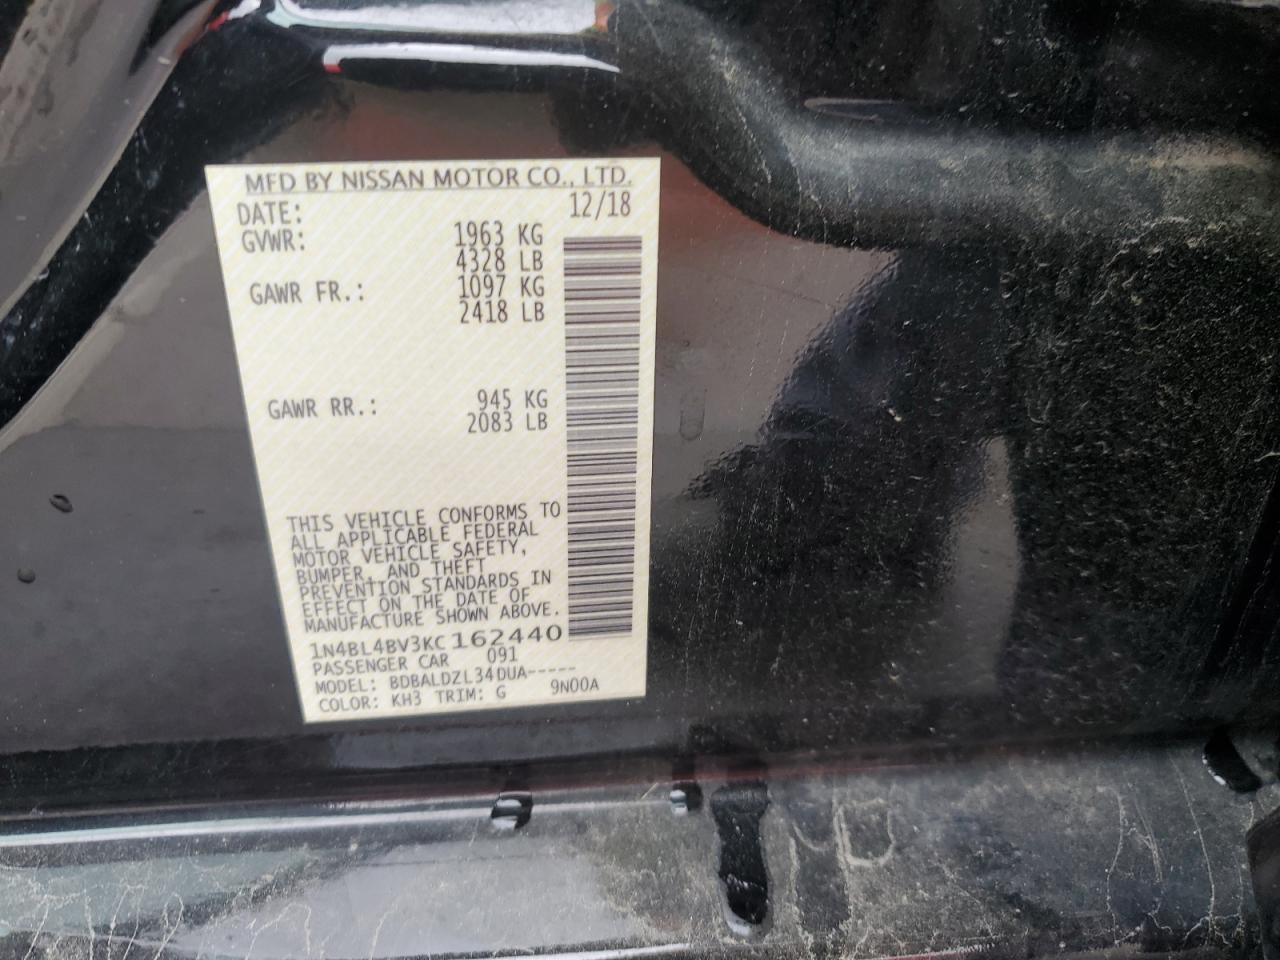 MFD BY NISSAN MOTOR CO., LTD.
DATE: 12/18
GVWR: 1963 KG
4328 LB
GAWR FR.: 1097 KG
2418 LB
GAWR RR.: 945 KG
2083 LB
THIS VEHICLE CONFORMS TO
ALL APPLICABLE FEDERAL
MOTOR VEHICLE SAFETY,
BUMPER, AND THEFT
PREVENTION STANDARDS IN
EFFECT ON THE DATE OF
MANUFACTURE SHOWN ABOVE.
1N4BL4BV3KC162440
PASSENGER CAR 091
MODEL: BDBALDZL34DUA-----
COLOR: KH3 TRIM: G 9N00A